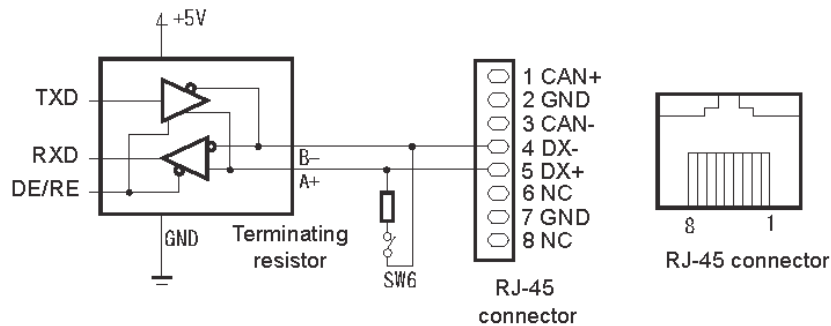 +5V
TXD
RXD
DE/RE
B-
A+
GND
Terminating
resistor
SW6
1 CAN+
2 GND
3 CAN-
4 DX-
5 DX+
6 NC
7 GND
8 NC
RJ-45
connector
8 1
RJ-45 connector